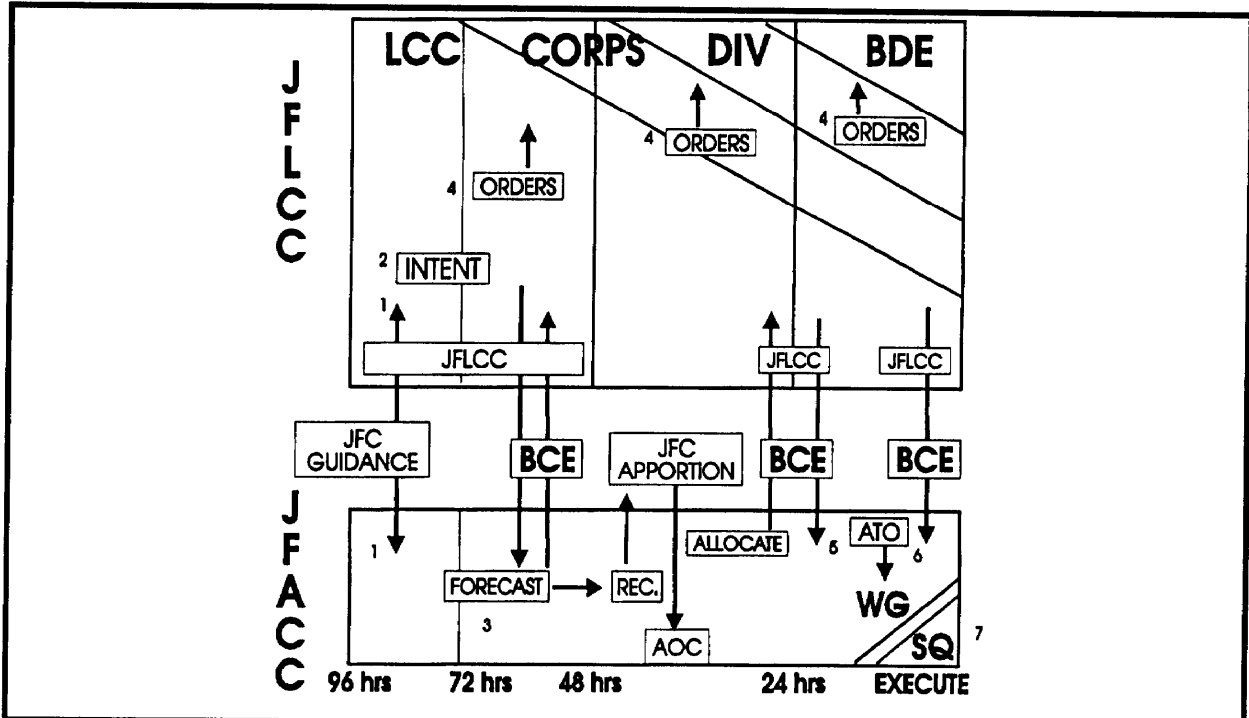 LCC CORPS DIV BDE
JFLCC
4 ORDERS
4 ORDERS
4 ORDERS
2 INTENT
1
JFLCC JFLCC JFLCC
JFC
GUIDANCE
BCE
JFC
APPORTION
BCE
BCE
JFACC
1
ALLOCATE
5
ATO
6
FORECAST
REC.
3
WG
AOC
SQ
7
96 hrs 72 hrs 48 hrs 24 hrs EXECUTE